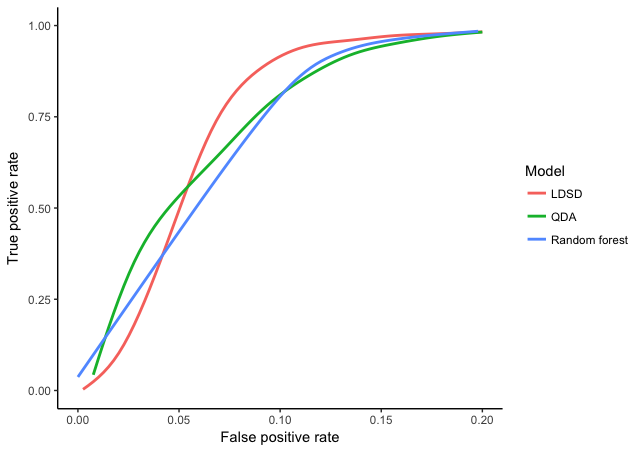 1.00
0.75
0.50
0.25
0.00
True positive rate
0.00 0.05 0.10 0.15 0.20
False positive rate
Model
LDSD
QDA
Random forest